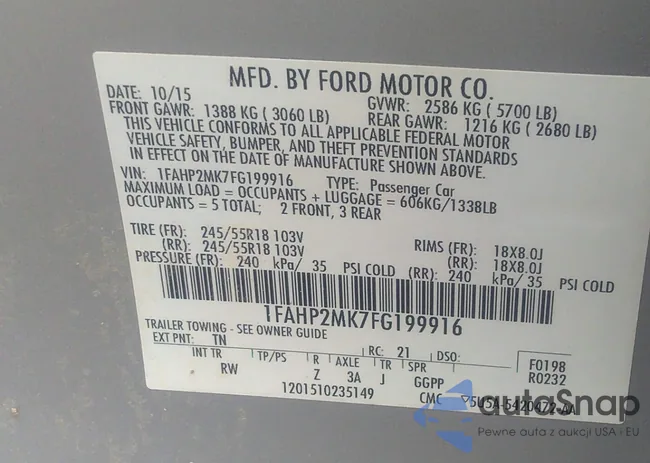 MFD. BY FORD MOTOR CO.
DATE: 10/15 GVWR: 2586 KG ( 5700 LB)
FRONT GAWR: 1388 KG ( 3060 LB) REAR GAWR: 1216 KG ( 2680 LB)
THIS VEHICLE CONFORMS TO ALL APPLICABLE FEDERAL MOTOR
VEHICLE SAFETY, BUMPER, AND THEFT PREVENTION STANDARDS
IN EFFECT ON THE DATE OF MANUFACTURE SHOWN ABOVE.
VIN: 1FAHP2MK7FG199916 TYPE: Passenger Car
MAXIMUM LOAD = OCCUPANTS + LUGGAGE = 606KG/1338LB
OCCUPANTS = 5 TOTAL; 2 FRONT, 3 REAR
TIRE (FR): 245/55R18 103V RIMS (FR): 18X8.0J
(RR): 245/55R18 103V (RR): 18X8.0J
PRESSURE (FR): 240 kPa/ 35 PSI COLD (RR): 240 kPa/ 35 PSI COLD
1FAHP2MK7FG199916
TRAILER TOWING - SEE OWNER GUIDE
EXT PNT: TN RC: 21 DSO: F0198
INT TR TP/PS R AXLE TR SPR R0232
RW Z 3A J GGPP
1201510235149 CMC ▽5U5A-5420472-AA
autoSnap
Pewne auta z aukcji USA - EU